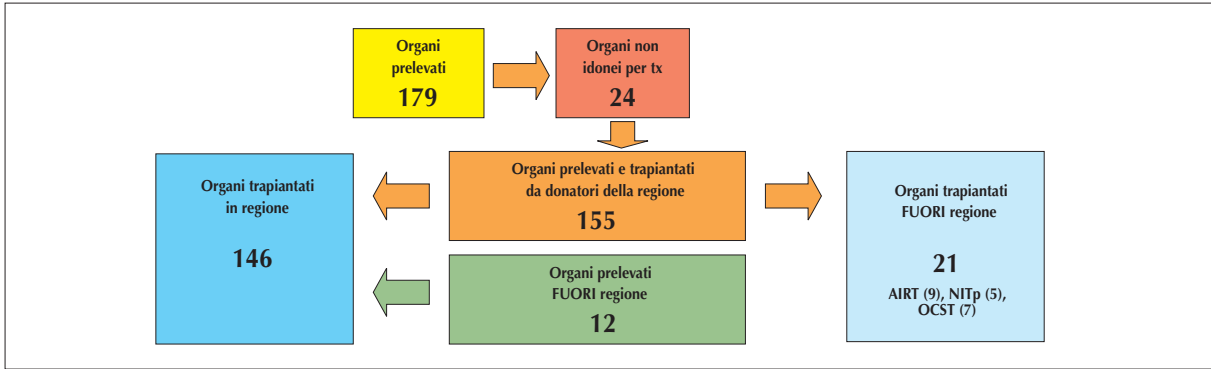 Organi
prelevati
179
Organi non
idonei per tx
24
Organi trapiantati
in regione
146
Organi prelevati e trapiantati
da donatori della regione
155
Organi prelevati
FUORI regione
12
Organi trapiantati
FUORI regione
21
AIRT (9), NITp (5),
OCST (7)